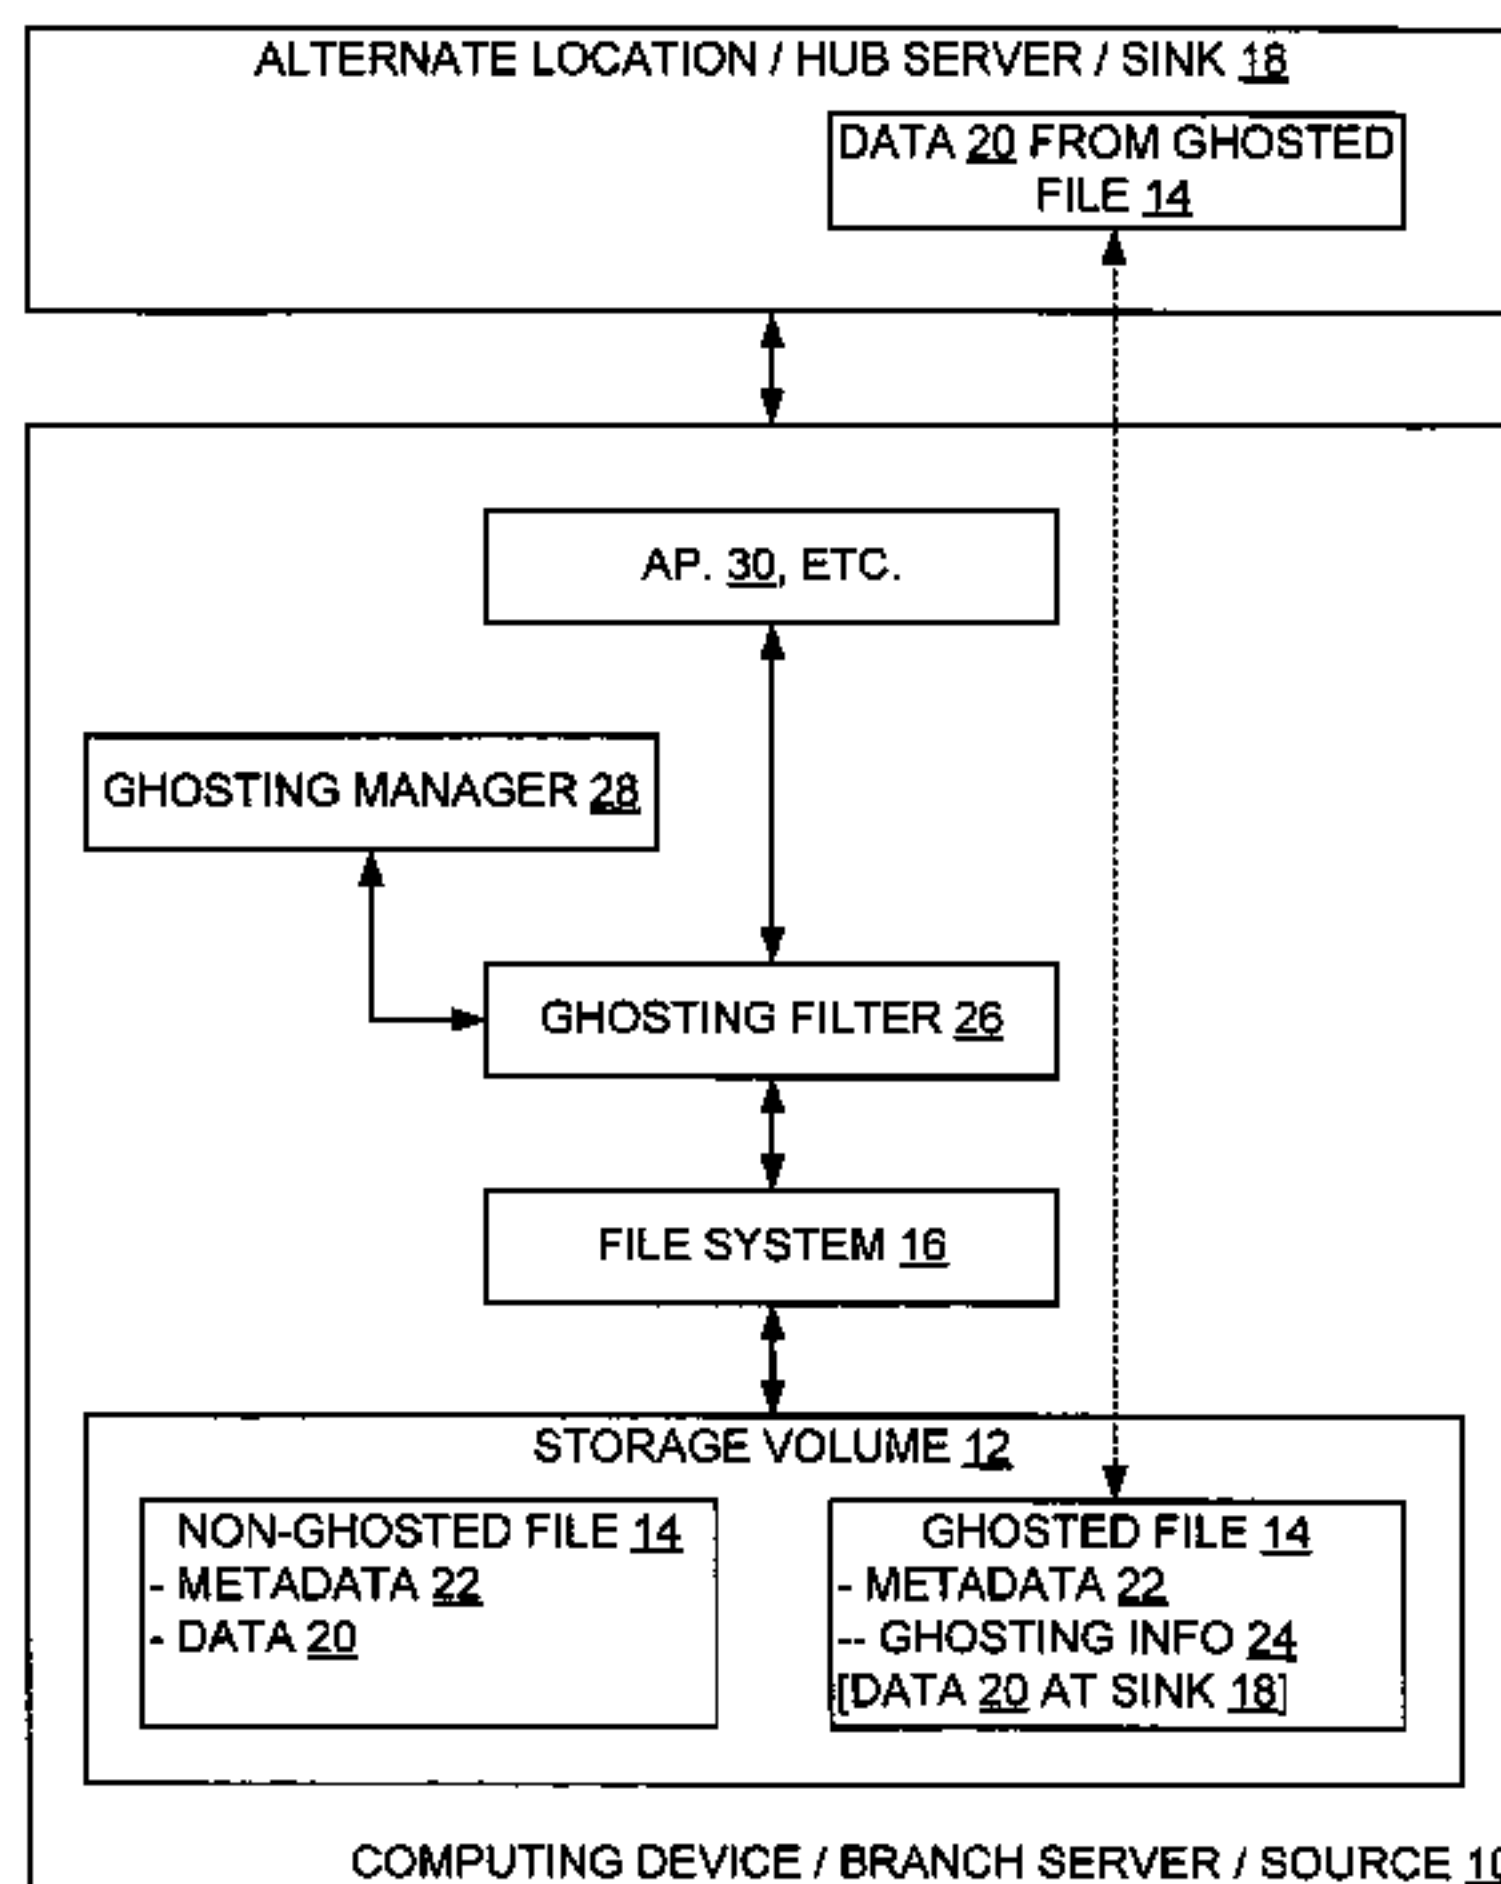 ALTERNATE LOCATION / HUB SERVER / SINK 18
DATA 20 FROM GHOSTED
FILE 14
AP. 30, ETC.
GHOSTING MANAGER 28
GHOSTING FILTER 26
FILE SYSTEM 16
STORAGE VOLUME 12
NON-GHOSTED FILE 14
- METADATA 22
- DATA 20
GHOSTED FILE 14
- METADATA 22
-- GHOSTING INFO 24
[DATA 20 AT SINK 18]
COMPUTING DEVICE / BRANCH SERVER / SOURCE 10